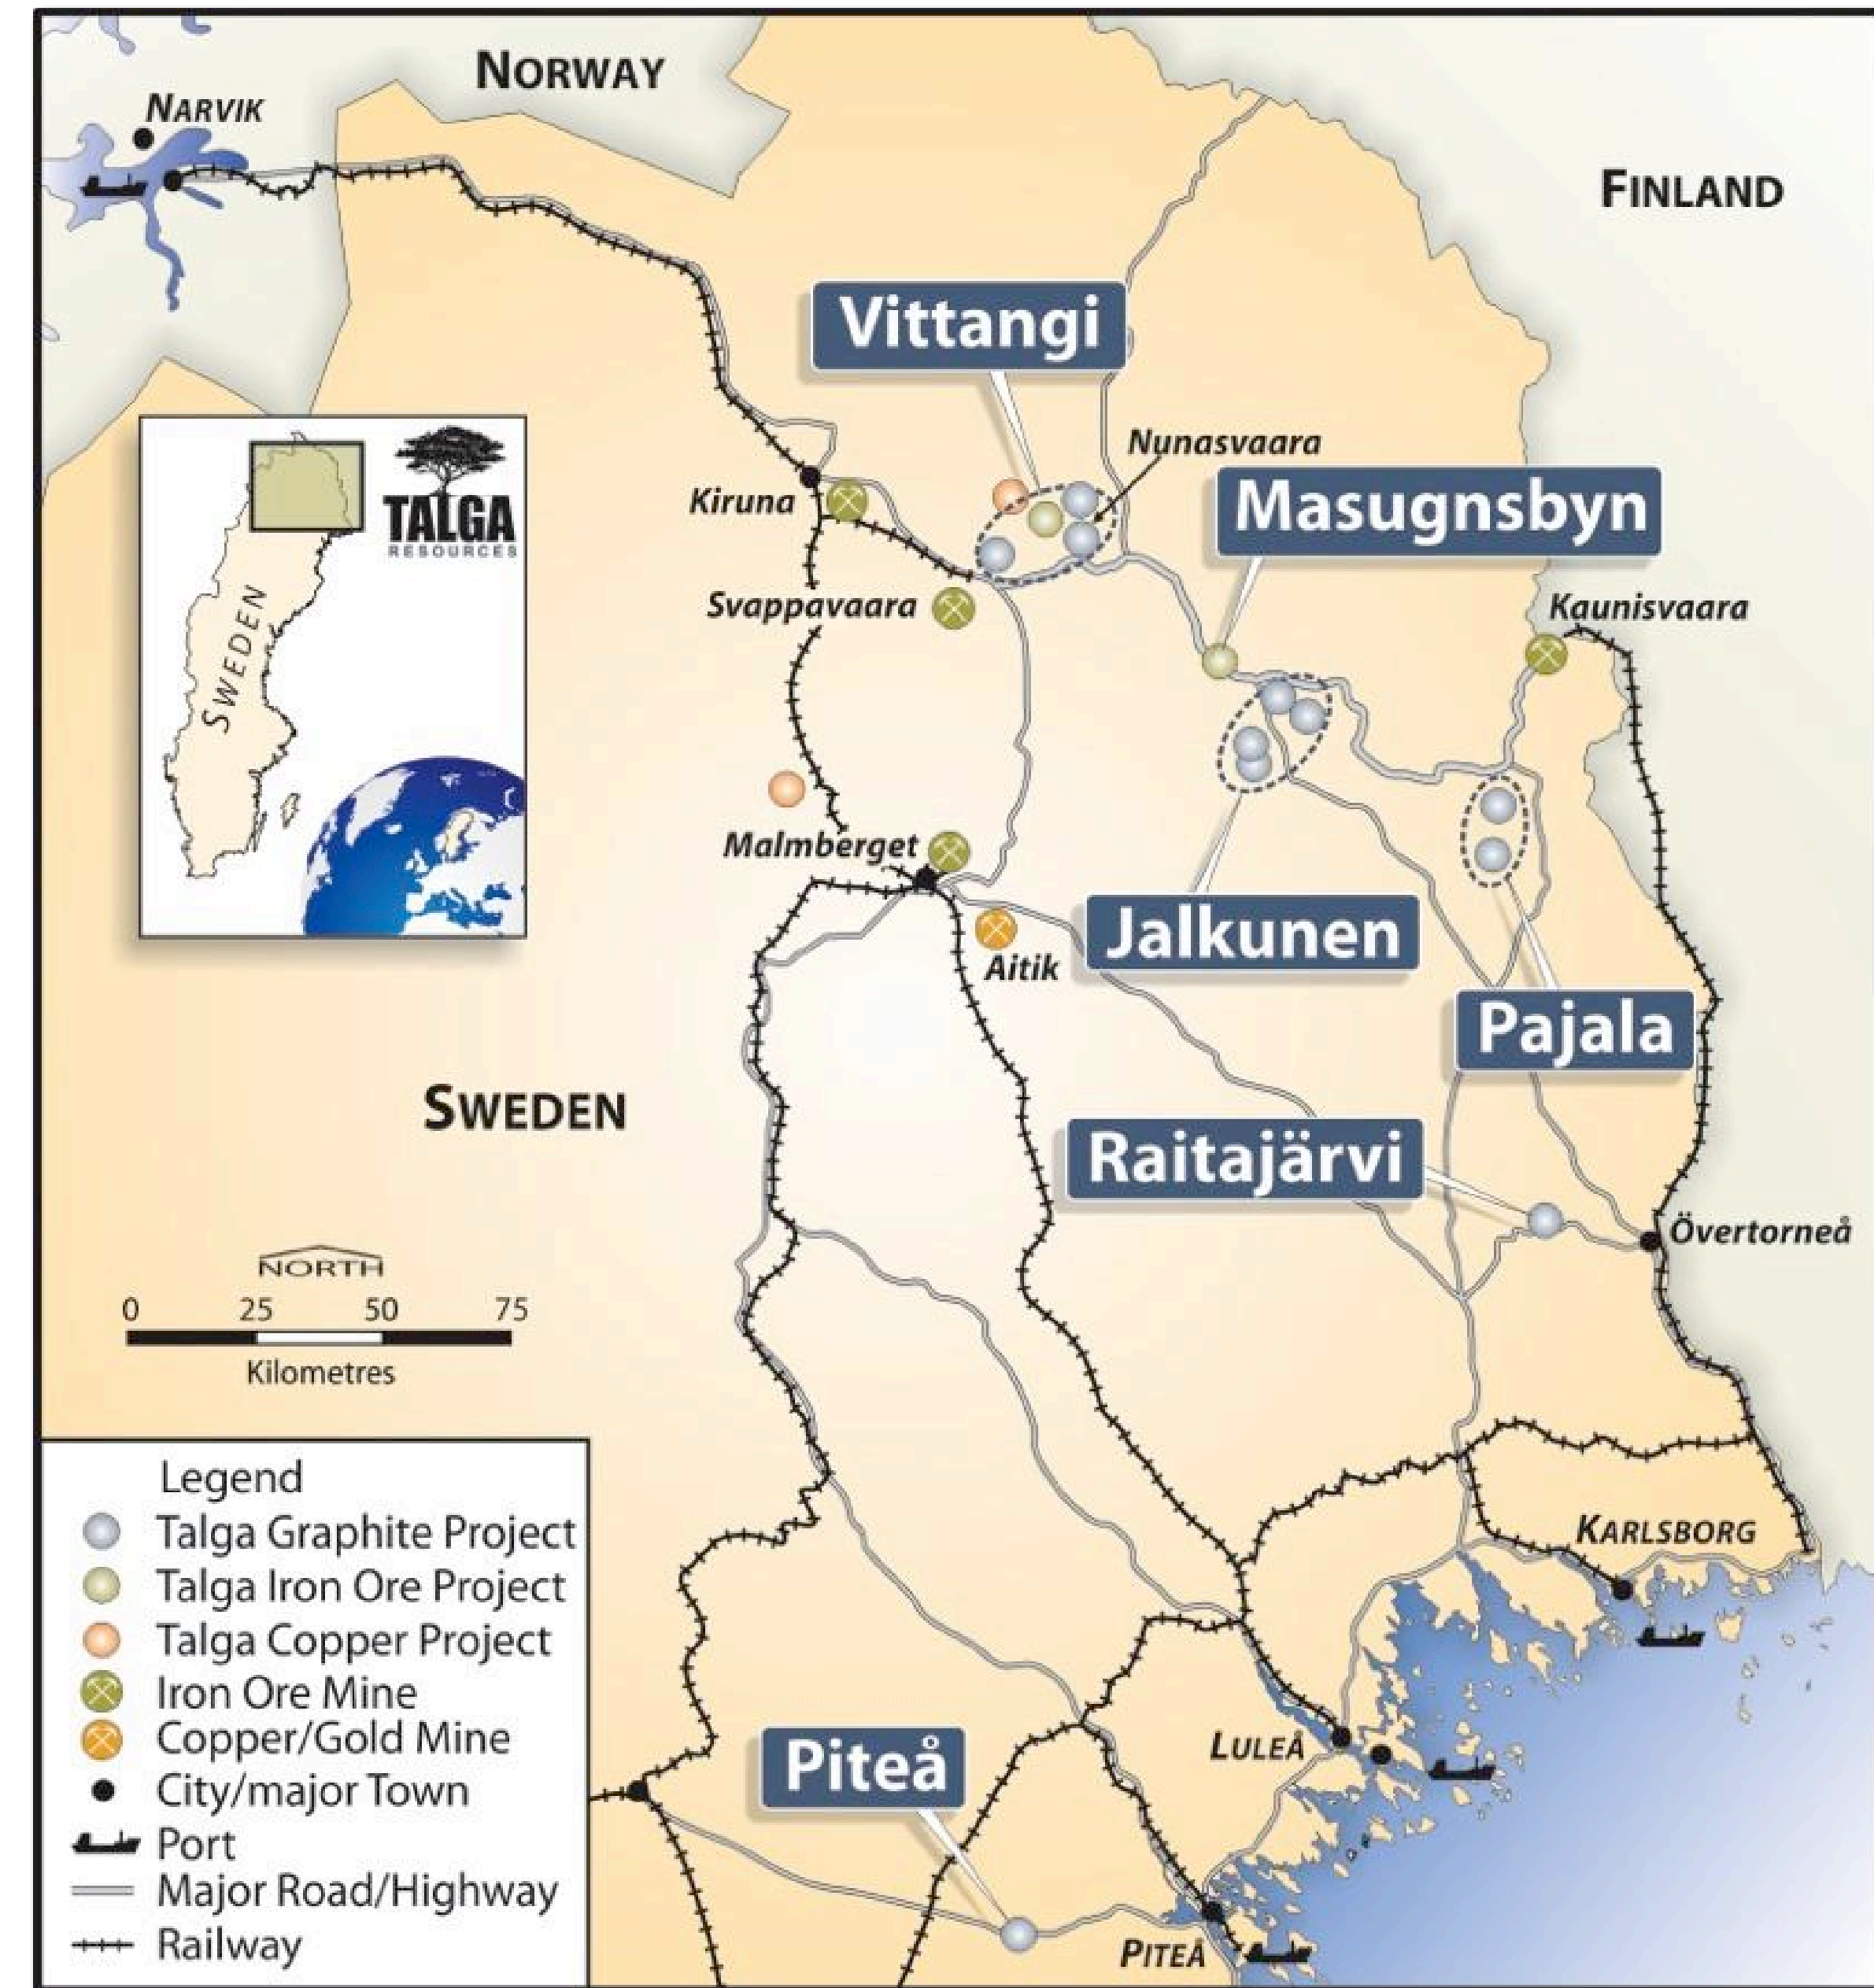 NORWAY
NARVIK
FINLAND
Vittangi
Nunasvaara
Masugnsbyn
Kiruna
TALGA
RESOURCES
SWEDEN
Svappavaara
Kaunisvaara
Malmberget
Jalkunen
Aitik
Pajala
SWEDEN
Raitajärvi
Övertorneå
NORTH
0 25 50 75
Kilometres
KARLSBORG
Legend
Talga Graphite Project
Talga Iron Ore Project
Talga Copper Project
Iron Ore Mine
Copper/Gold Mine
City/major Town
Port
Major Road/Highway
Railway
LULEÅ
Piteå
PITEÅ